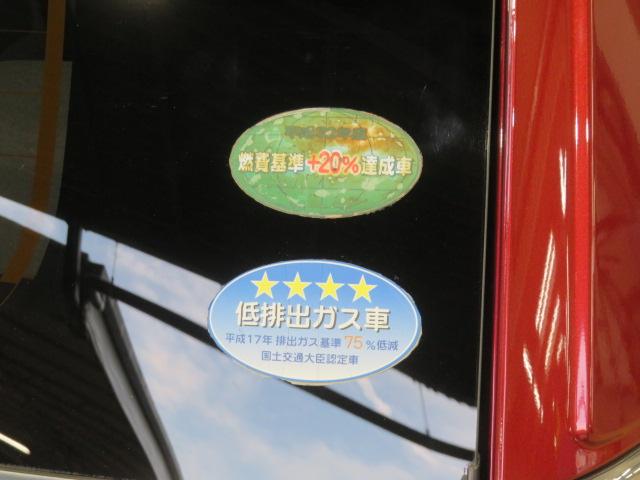 燃費基準+20%達成車
★★★★
低排出ガス車
平成17年 排出ガス基準 75%低減
国土交通大臣認定車